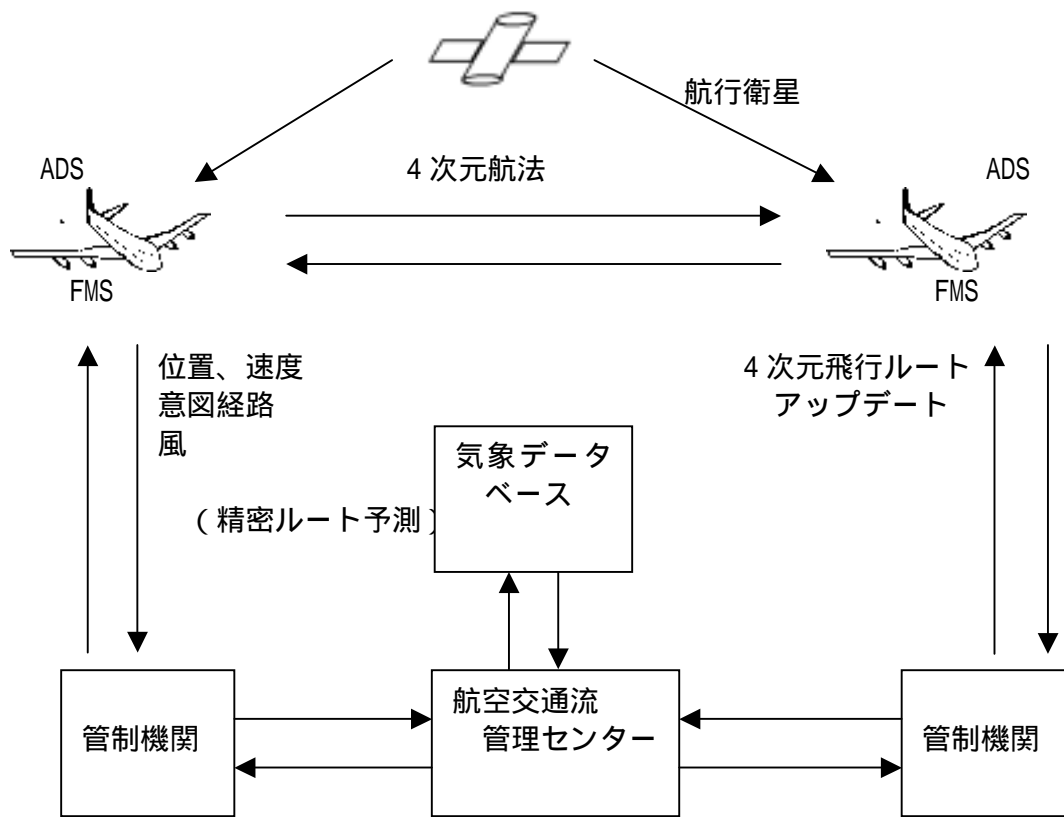 航行衛星
ADS
4次元航法
ADS
FMS
FMS
位置、速度
意図経路
風
4次元飛行ルート
アップデート
気象データ
ベース
(精密ルート予測)
管制機関
航空交通流
管理センター
管制機関